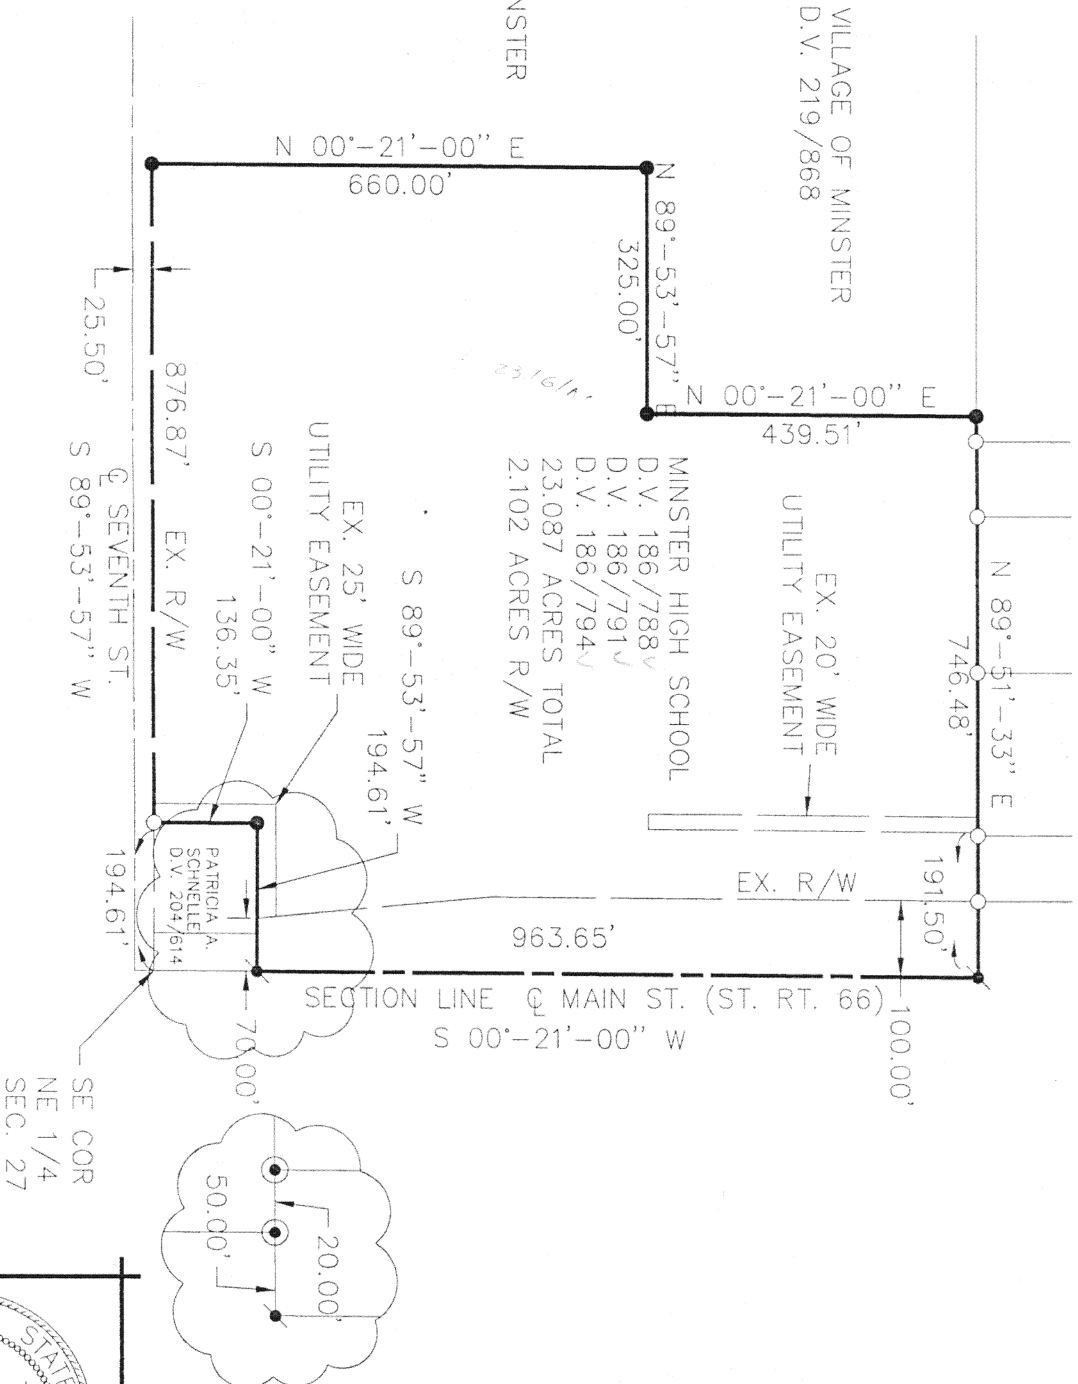 VILLAGE OF MINSTER
D.V. 219/868
NSTER
N 00°-21'-00" E
660.00'
N 89°-53'-57" E
325.00'
N 00°-21'-00" E
439.51'
N 89°-51'-33" E
746.48'
EX. 20' WIDE
UTILITY EASEMENT
MINSTER HIGH SCHOOL
D.V. 186/788
D.V. 186/791
D.V. 186/794
23.087 ACRES TOTAL
2.102 ACRES R/W
191.50'
EX. R/W
100.00'
963.65'
SECTION LINE ℄ MAIN ST. (ST. RT. 66)
S 00°-21'-00" W
S 89°-53'-57" W
194.61'
EX. 25' WIDE
UTILITY EASEMENT
S 00°-21'-00" W
136.35'
876.87' EX. R/W
25.50'
℄ SEVENTH ST.
S 89°-53'-57" W
PATRICIA A.
SCHNELLE
D.V. 204/614
194.61'
70.00'
SE COR
NE 1/4
SEC. 27
20.00'
50.00'
STATE